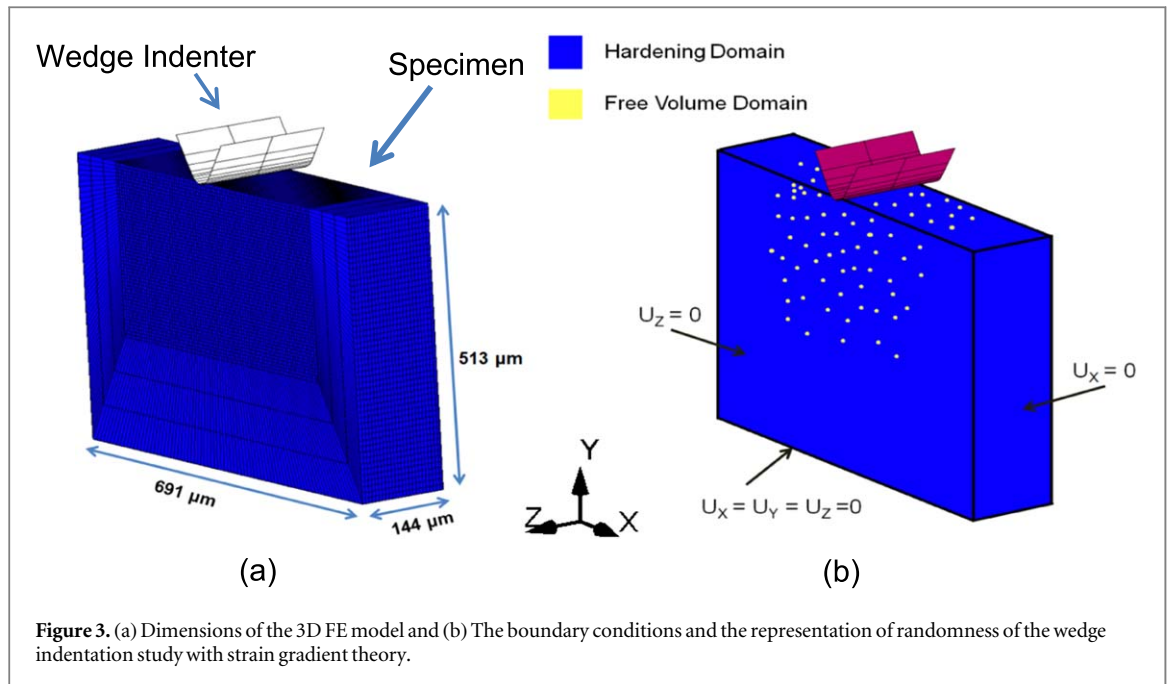 Wedge Indenter
Specimen
513 µm
691 µm
144 µm
(a)
Hardening Domain
Free Volume Domain
U_Z = 0
U_X = 0
U_X = U_Y = U_Z =0
Y
Z
X
(b)
Figure 3. (a) Dimensions of the 3D FE model and (b) The boundary conditions and the representation of randomness of the wedge
indentation study with strain gradient theory.